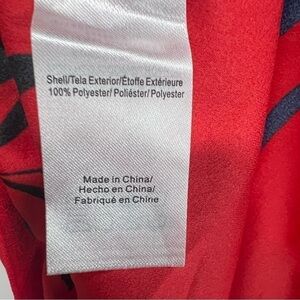 Shell/Tela Exterior/Étoffe Extérieure
100% Polyester/ Poliéster/ Polyester
Made in China/
Hecho en China/
Fabriqué en Chine